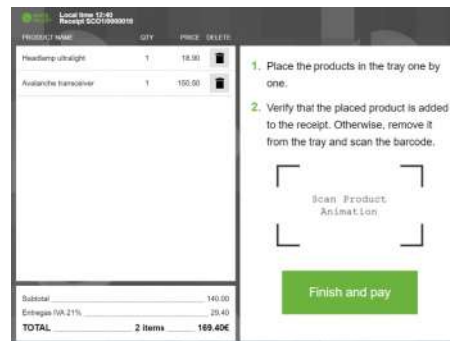 Local time 12:40
Receipt SCO1/0000016
PRODUCT NAME QTY PRICE DELETE
Headlamp ultralight 1 18.90
Avalanche transceiver 1 150.50
Subtotal 140.00
Entregas IVA 21% 29.40
TOTAL 2 items 169.40€
1. Place the products in the tray one by
one.
2. Verify that the placed product is added
to the receipt. Otherwise, remove it
from the tray and scan the barcode.
Scan Product
Animation
Finish and pay